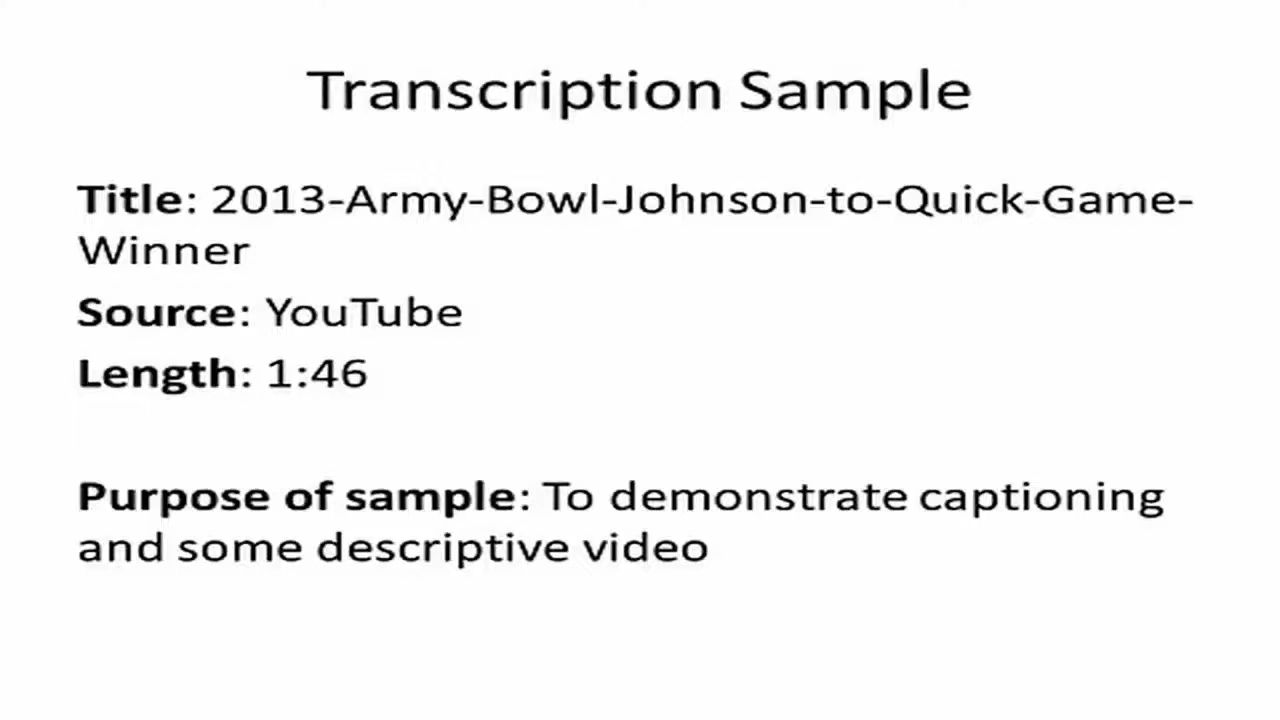 Transcription Sample
Title: 2013-Army-Bowl-Johnson-to-Quick-Game-
Winner
Source: YouTube
Length: 1:46
Purpose of sample: To demonstrate captioning
and some descriptive video